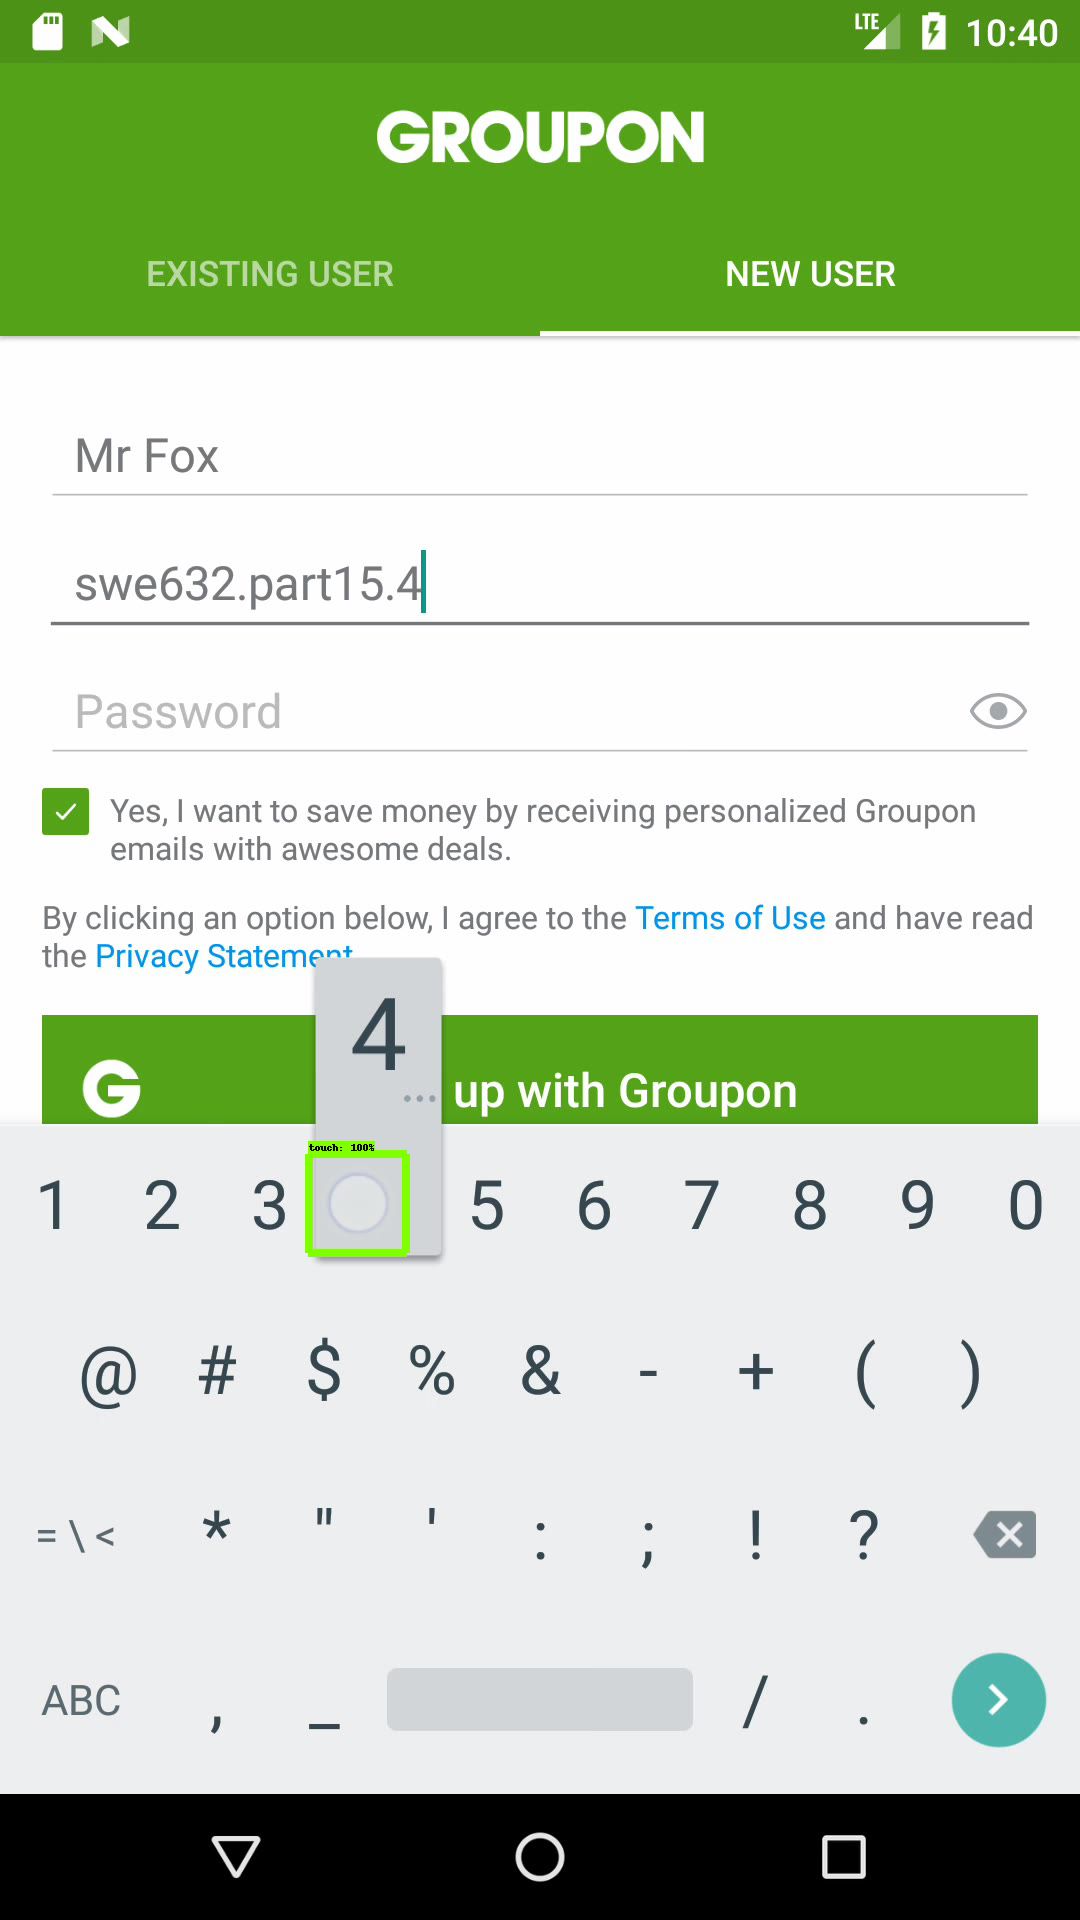 LTE 10:40
GROUPON
EXISTING USER NEW USER
Mr Fox
swe632.part15.4
Password
Yes, I want to save money by receiving personalized Groupon
emails with awesome deals.
By clicking an option below, I agree to the Terms of Use and have read
the Privacy Statement
4
G up with Groupon
touch: 100%
1 2 3 5 6 7 8 9 0
@ # $ % & - + ( )
= \ < * " ' : ; ! ?
ABC , _ / .